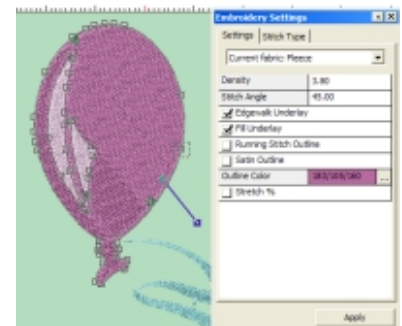 Embroidery Settings
Settings Stitch Type
Current fabric: Fleece
Density 3.80
Stitch Angle 45.00
Edgewalk Underlay
Fill Underlay
Running Stitch Outline
Satin Outline
Outline Color
Stretch %
Apply